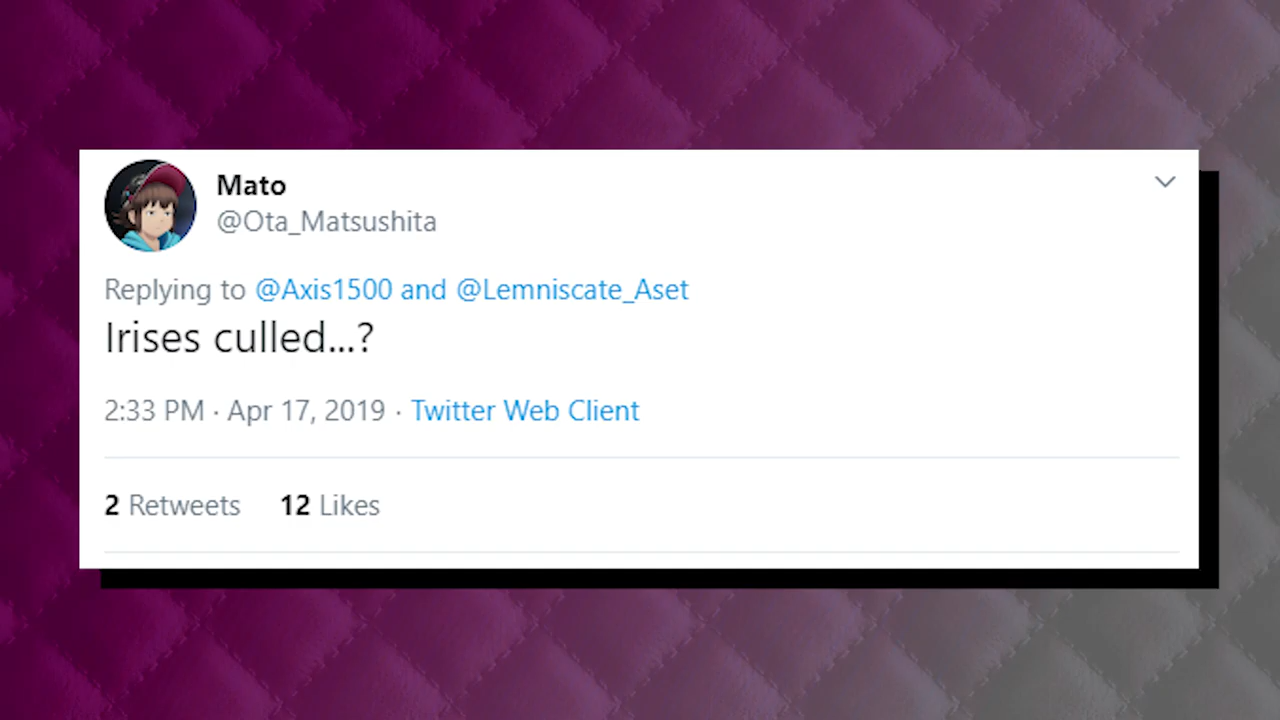 Mato
@Ota_Matsushita
Replying to @Axis1500 and @Lemniscate_Aset
Irises culled...?
2:33 PM · Apr 17, 2019 · Twitter Web Client
2 Retweets 12 Likes